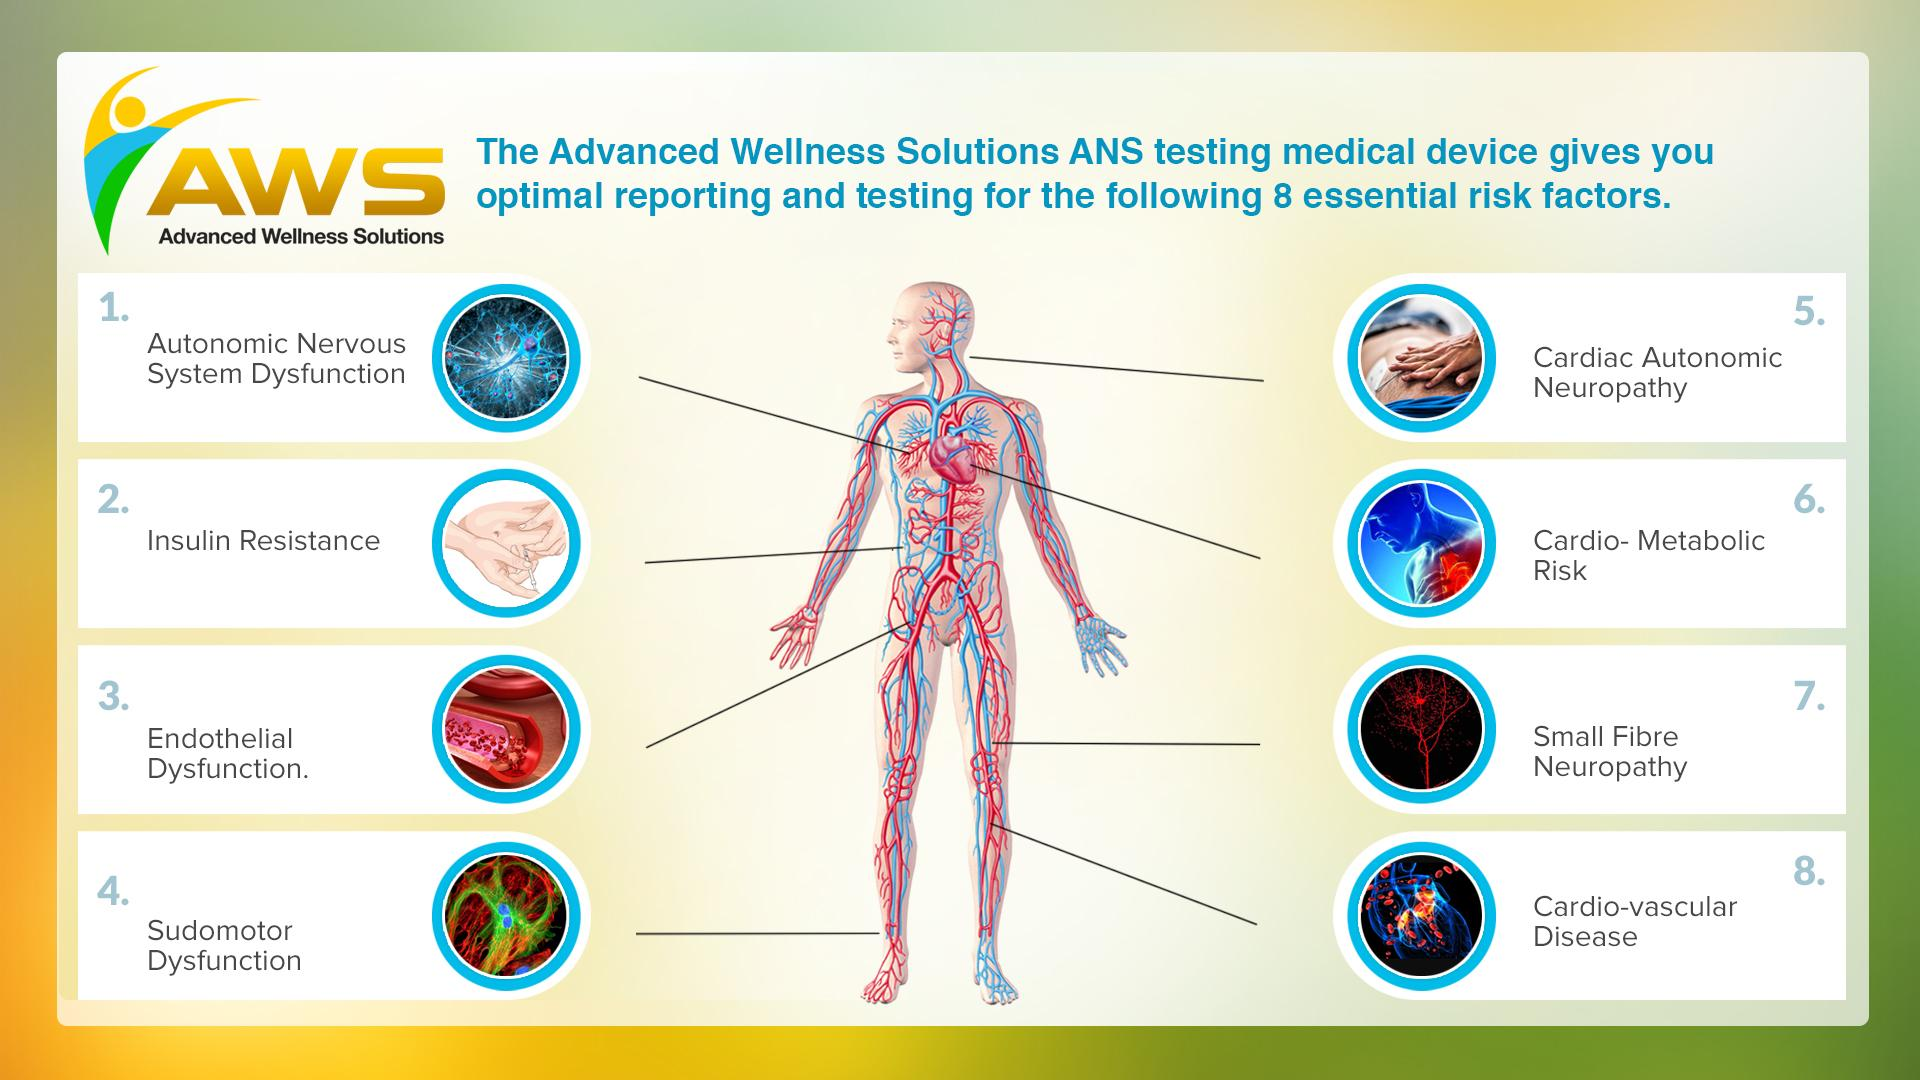 AWS
Advanced Wellness Solutions
The Advanced Wellness Solutions ANS testing medical device gives you
optimal reporting and testing for the following 8 essential risk factors.
1.
Autonomic Nervous
System Dysfunction
2.
Insulin Resistance
3.
Endothelial
Dysfunction.
4.
Sudomotor
Dysfunction
5.
Cardiac Autonomic
Neuropathy
6.
Cardio- Metabolic
Risk
7.
Small Fibre
Neuropathy
8.
Cardio-vascular
Disease